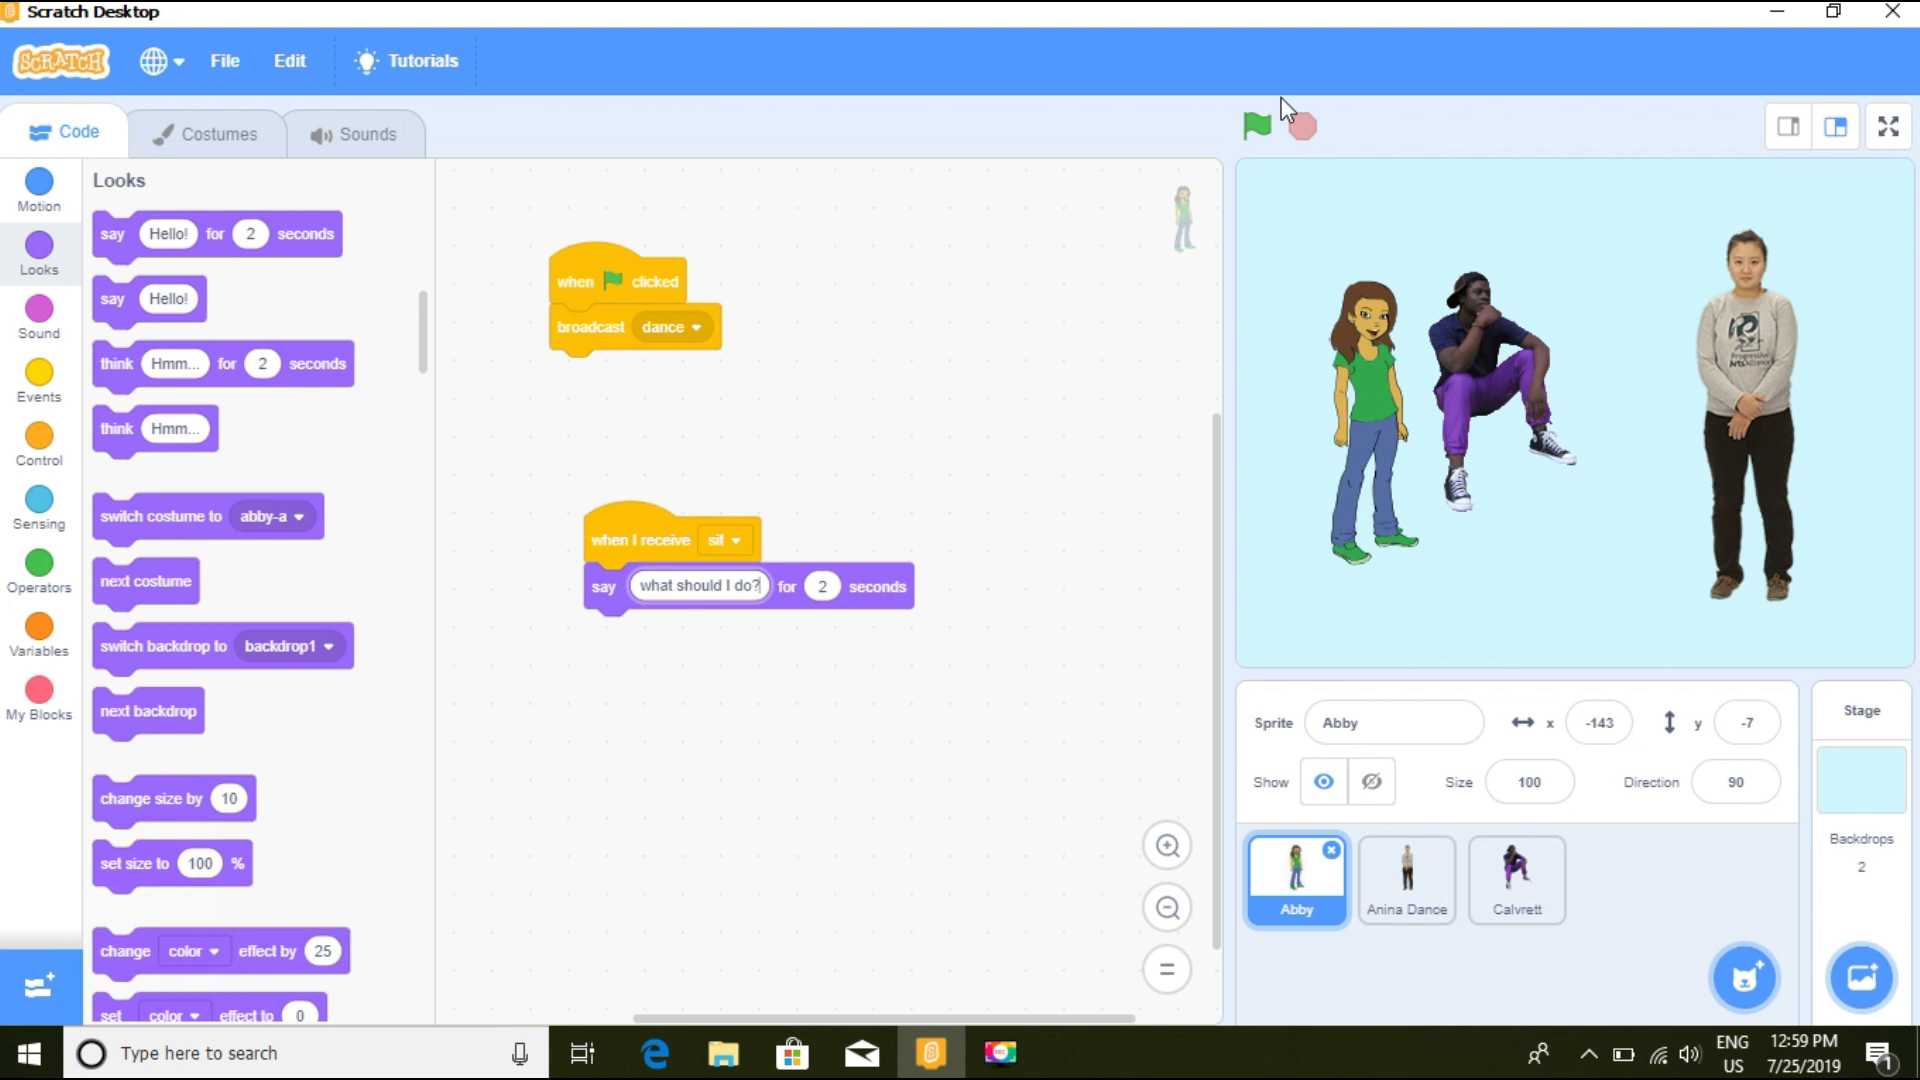 Scratch Desktop
SCRATCH
File
Edit
Tutorials
Code
Costumes
Sounds
Motion
Looks
Sound
Events
Control
Sensing
Operators
Variables
My Blocks
Looks
say Hello! for 2 seconds
say Hello!
think Hmm... for 2 seconds
think Hmm...
switch costume to abby-a
next costume
switch backdrop to backdrop1
next backdrop
change size by 10
set size to 100 %
change color effect by 25
set color effect to 0
when clicked
broadcast dance
when I receive sit
say what should I do? for 2 seconds
Progressive
Arts Alliance
Sprite Abby x -143 y -7
Show Size 100 Direction 90
Abby
Anina Dance
Calvrett
Stage
Backdrops
2
Type here to search
ENG
US
12:59 PM
7/25/2019
1